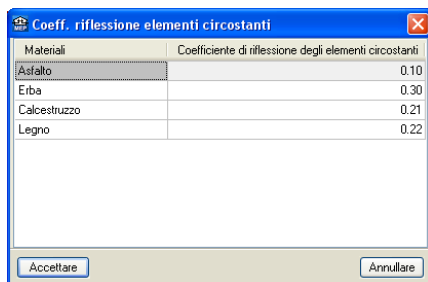 MEP Coeff. riflessione elementi circostanti
Materiali Coefficiente di riflessione degli elementi circostanti
Asfalto 0.10
Erba 0.30
Calcestruzzo 0.21
Legno 0.22
Accettare Annullare